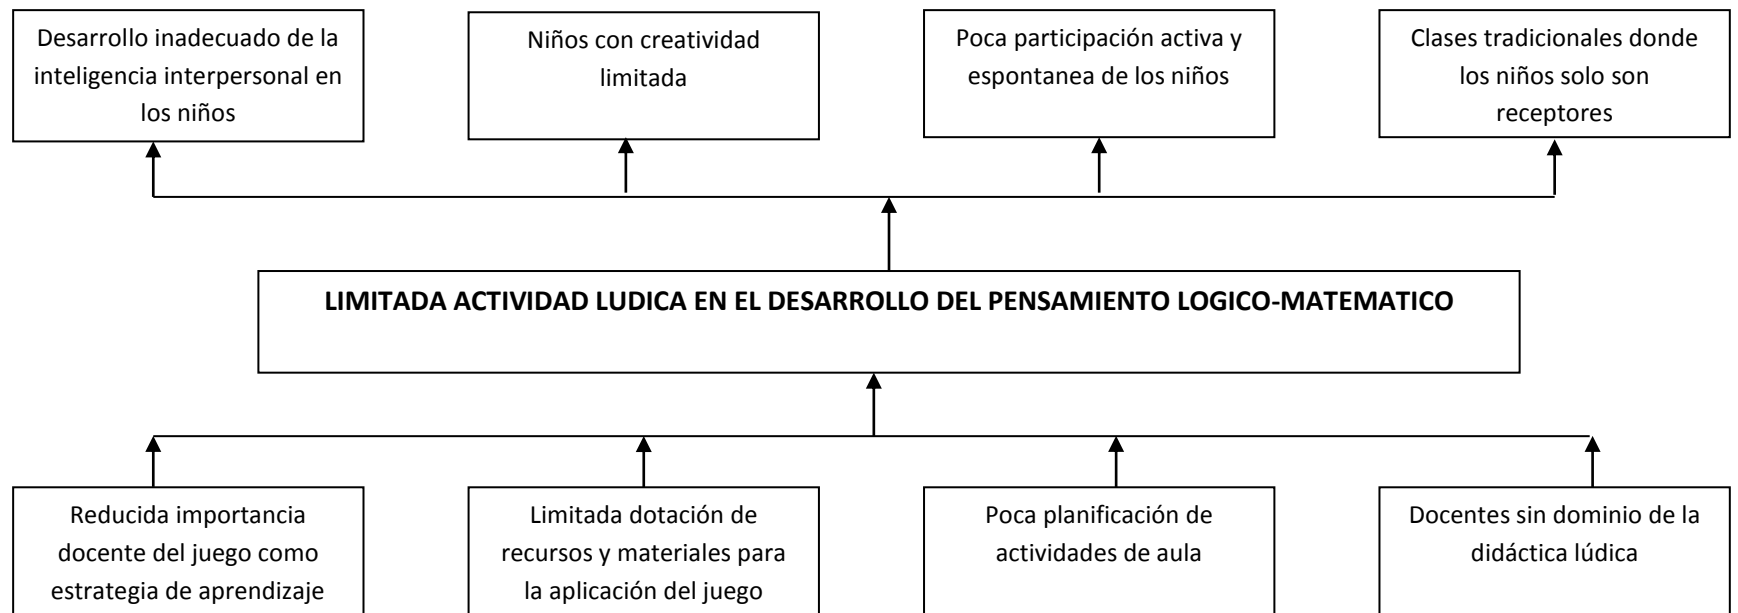 Desarrollo inadecuado de la
inteligencia interpersonal en
los niños
Niños con creatividad
limitada
Poca participación activa y
espontanea de los niños
Clases tradicionales donde
los niños solo son
receptores
LIMITADA ACTIVIDAD LUDICA EN EL DESARROLLO DEL PENSAMIENTO LOGICO-MATEMATICO
Reducida importancia
docente del juego como
estrategia de aprendizaje
Limitada dotación de
recursos y materiales para
la aplicación del juego
Poca planificación de
actividades de aula
Docentes sin dominio de la
didáctica lúdica